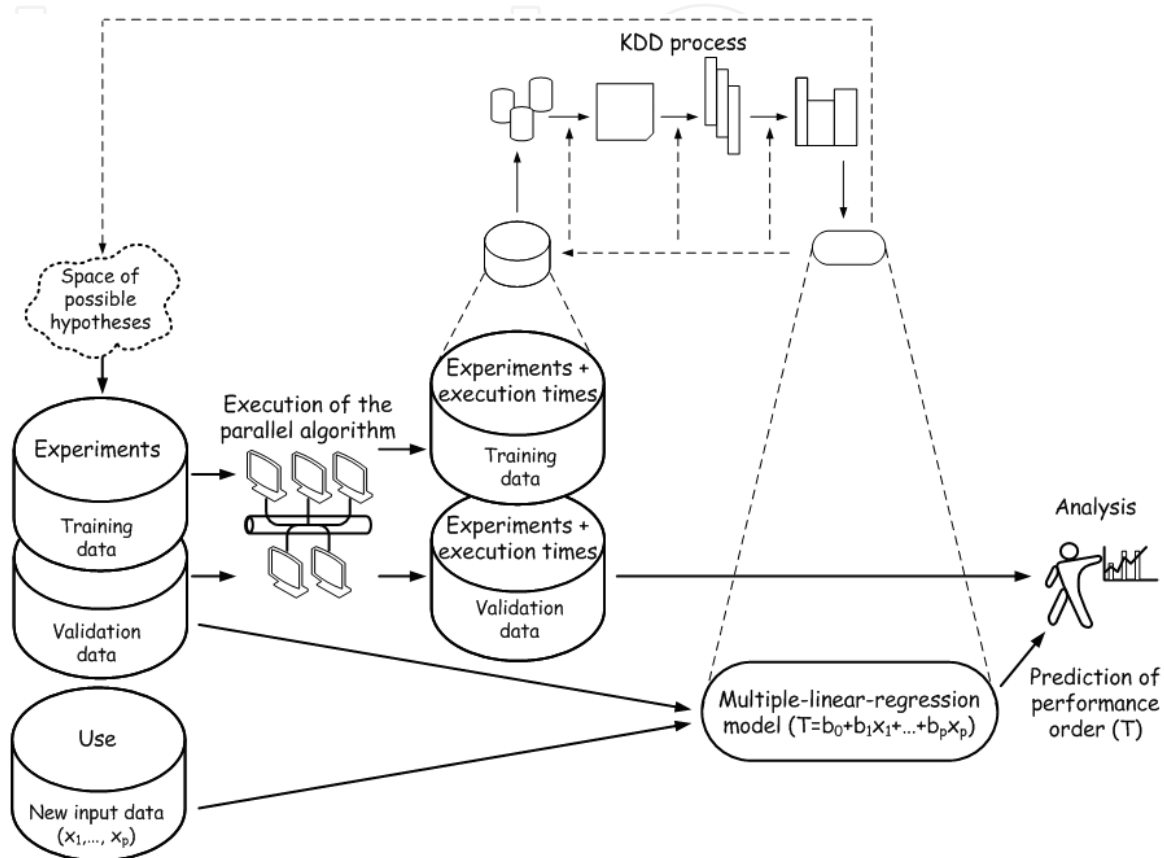 KDD process
Space of
possible
hypotheses
Experiments
Training
data
Validation
data
Use
New input data
(x₁,..., xₚ)
Execution of the
parallel algorithm
Experiments +
execution times
Training
data
Experiments +
execution times
Validation
data
Multiple-linear-regression
model (T=b₀+b₁x₁+...+bₚxₚ)
Analysis
Prediction of
performance
order (T)